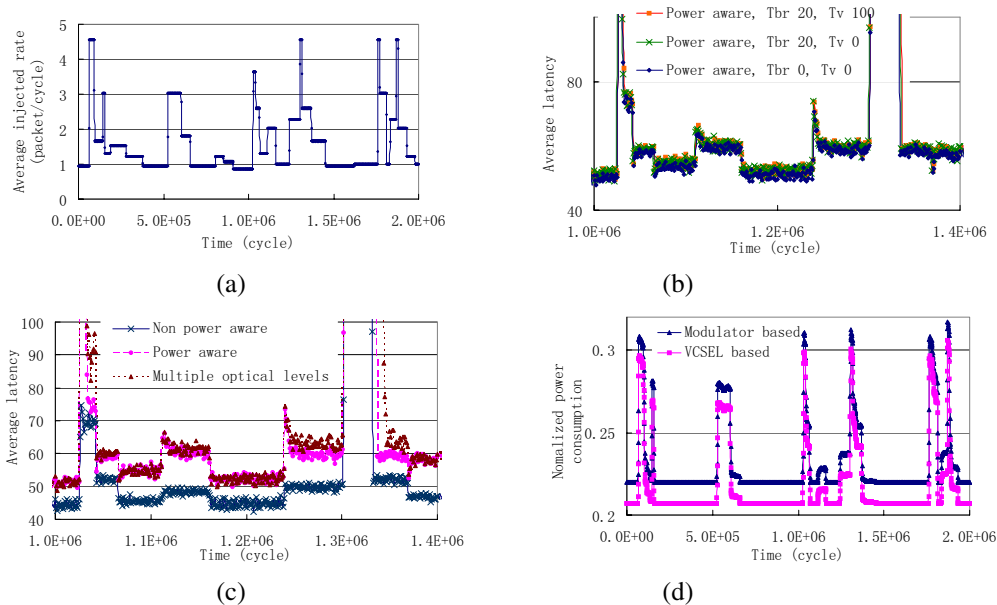 Average injected rate
(packet/cycle)
5
4
3
2
1
0
0.E+00
5.0E+05
1.0E+06
1.5E+06
2.0E+06
Time (cycle)
(a)
Power aware, Tbr 20, Tv 100
Power aware, Tbr 20, Tv 0
Power aware, Tbr 0, Tv 0
Average latency
80
40
1.0E+06
1.2E+06
1.4E+06
Time (cycle)
(b)
Average latency
100
90
80
70
60
50
40
Non power aware
Power aware
Multiple optical levels
1.0E+06
1.1E+06
1.2E+06
1.3E+06
1.4E+06
Time (cycle)
(c)
Nomalized power
consumption
0.3
0.25
0.2
Modulator based
VCSEL based
0.0E+00
5.0E+05
1.0E+06
1.5E+06
2.0E+06
Time (cycle)
(d)